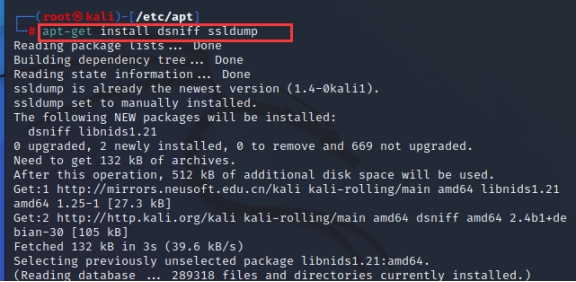 (root㉿kali)-[/etc/apt]
# apt-get install dsniff ssldump
Reading package lists... Done
Building dependency tree... Done
Reading state information... Done
ssldump is already the newest version (1.4-0kali1).
ssldump set to manually installed.
The following NEW packages will be installed:
dsniff libnids1.21
0 upgraded, 2 newly installed, 0 to remove and 669 not upgraded.
Need to get 132 kB of archives.
After this operation, 512 kB of additional disk space will be used.
Get:1 http://mirrors.neusoft.edu.cn/kali kali-rolling/main amd64 libnids1.21
amd64 1.25-1 [27.3 kB]
Get:2 http://http.kali.org/kali kali-rolling/main amd64 dsniff amd64 2.4b1+de
bian-30 [105 kB]
Fetched 132 kB in 3s (39.6 kB/s)
Selecting previously unselected package libnids1.21:amd64.
(Reading database ... 289318 files and directories currently installed.)